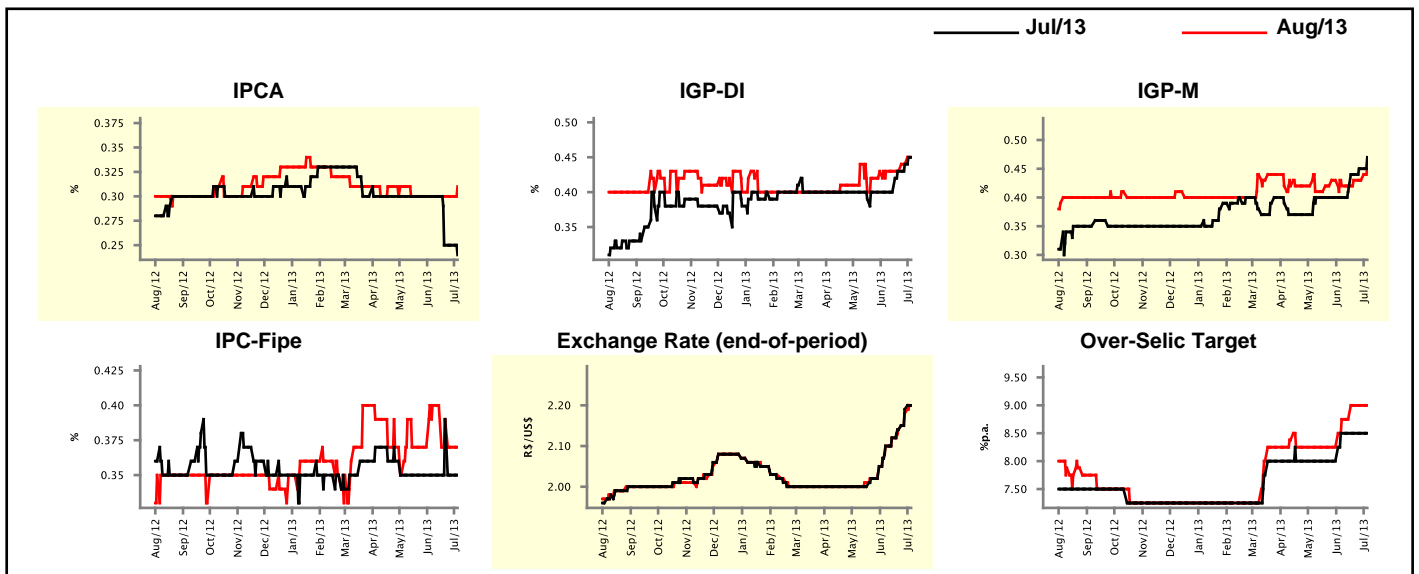 Jul/13 Aug/13
IPCA
0.375
0.35
0.325
0.30
0.275
0.25
%
Aug/12 Sep/12 Oct/12 Nov/12 Dec/12 Jan/13 Feb/13 Mar/13 Apr/13 May/13 Jun/13 Jul/13
IGP-DI
0.50
0.45
0.40
0.35
%
Aug/12 Sep/12 Oct/12 Nov/12 Dec/12 Jan/13 Feb/13 Mar/13 Apr/13 May/13 Jun/13 Jul/13
IGP-M
0.50
0.45
0.40
0.35
0.30
%
Aug/12 Sep/12 Oct/12 Nov/12 Dec/12 Jan/13 Feb/13 Mar/13 Apr/13 May/13 Jun/13 Jul/13
IPC-Fipe
0.425
0.40
0.375
0.35
%
Aug/12 Sep/12 Oct/12 Nov/12 Dec/12 Jan/13 Feb/13 Mar/13 Apr/13 May/13 Jun/13 Jul/13
Exchange Rate (end-of-period)
2.20
2.10
2.00
R$/US$
Aug/12 Sep/12 Oct/12 Nov/12 Dec/12 Jan/13 Feb/13 Mar/13 Apr/13 May/13 Jun/13 Jul/13
Over-Selic Target
9.50
9.00
8.50
8.00
7.50
%p.a.
Aug/12 Sep/12 Oct/12 Nov/12 Dec/12 Jan/13 Feb/13 Mar/13 Apr/13 May/13 Jun/13 Jul/13